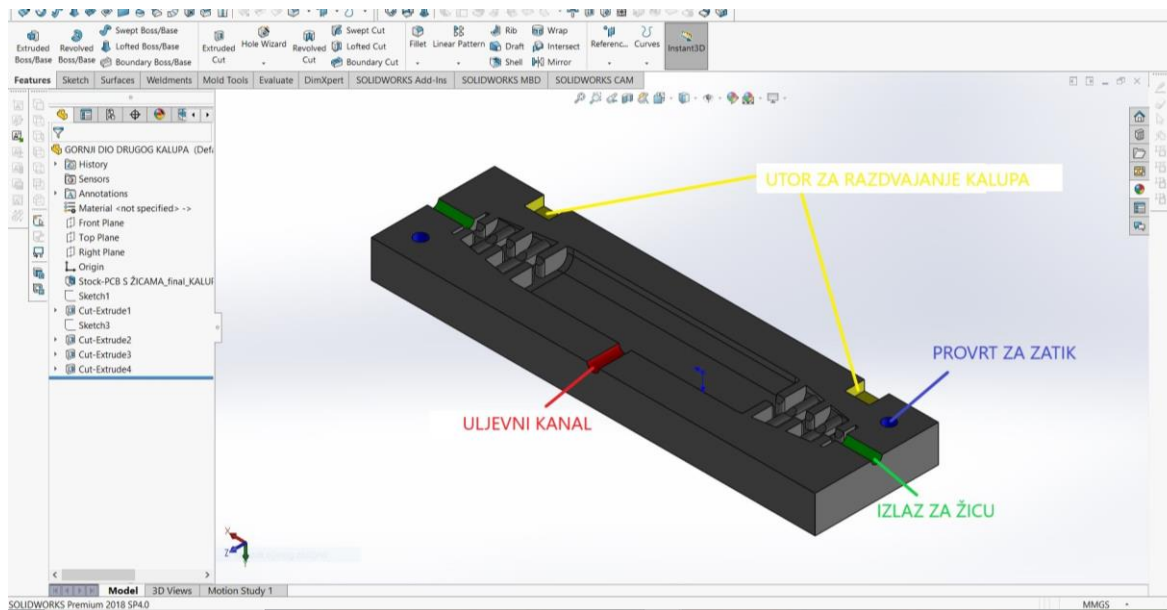 Extruded Boss/Base
Revolved Boss/Base
Swept Boss/Base
Lofted Boss/Base
Boundary Boss/Base
Extruded Cut
Hole Wizard
Revolved Cut
Swept Cut
Lofted Cut
Boundary Cut
Fillet
Linear Pattern
Rib
Draft
Shell
Wrap
Intersect
Mirror
Referenc...
Curves
Instant3D
Features Sketch Surfaces Weldments Mold Tools Evaluate DimXpert SOLIDWORKS Add-Ins SOLIDWORKS MBD SOLIDWORKS CAM
GORNJI DIO DRUGOG KALUPA (Defa
History
Sensors
Annotations
Material <not specified> ->
Front Plane
Top Plane
Right Plane
Origin
Stock-PCB S ŽICAMA_final_KALUF
Sketch1
Cut-Extrude1
Sketch3
Cut-Extrude2
Cut-Extrude3
Cut-Extrude4
UTOR ZA RAZDVAJANJE KALUPA
PROVRT ZA ZATIK
ULJEVNI KANAL
IZLAZ ZA ŽICU
X
Z
Model 3D Views Motion Study 1
SOLIDWORKS Premium 2018 SP4.0
MMGS